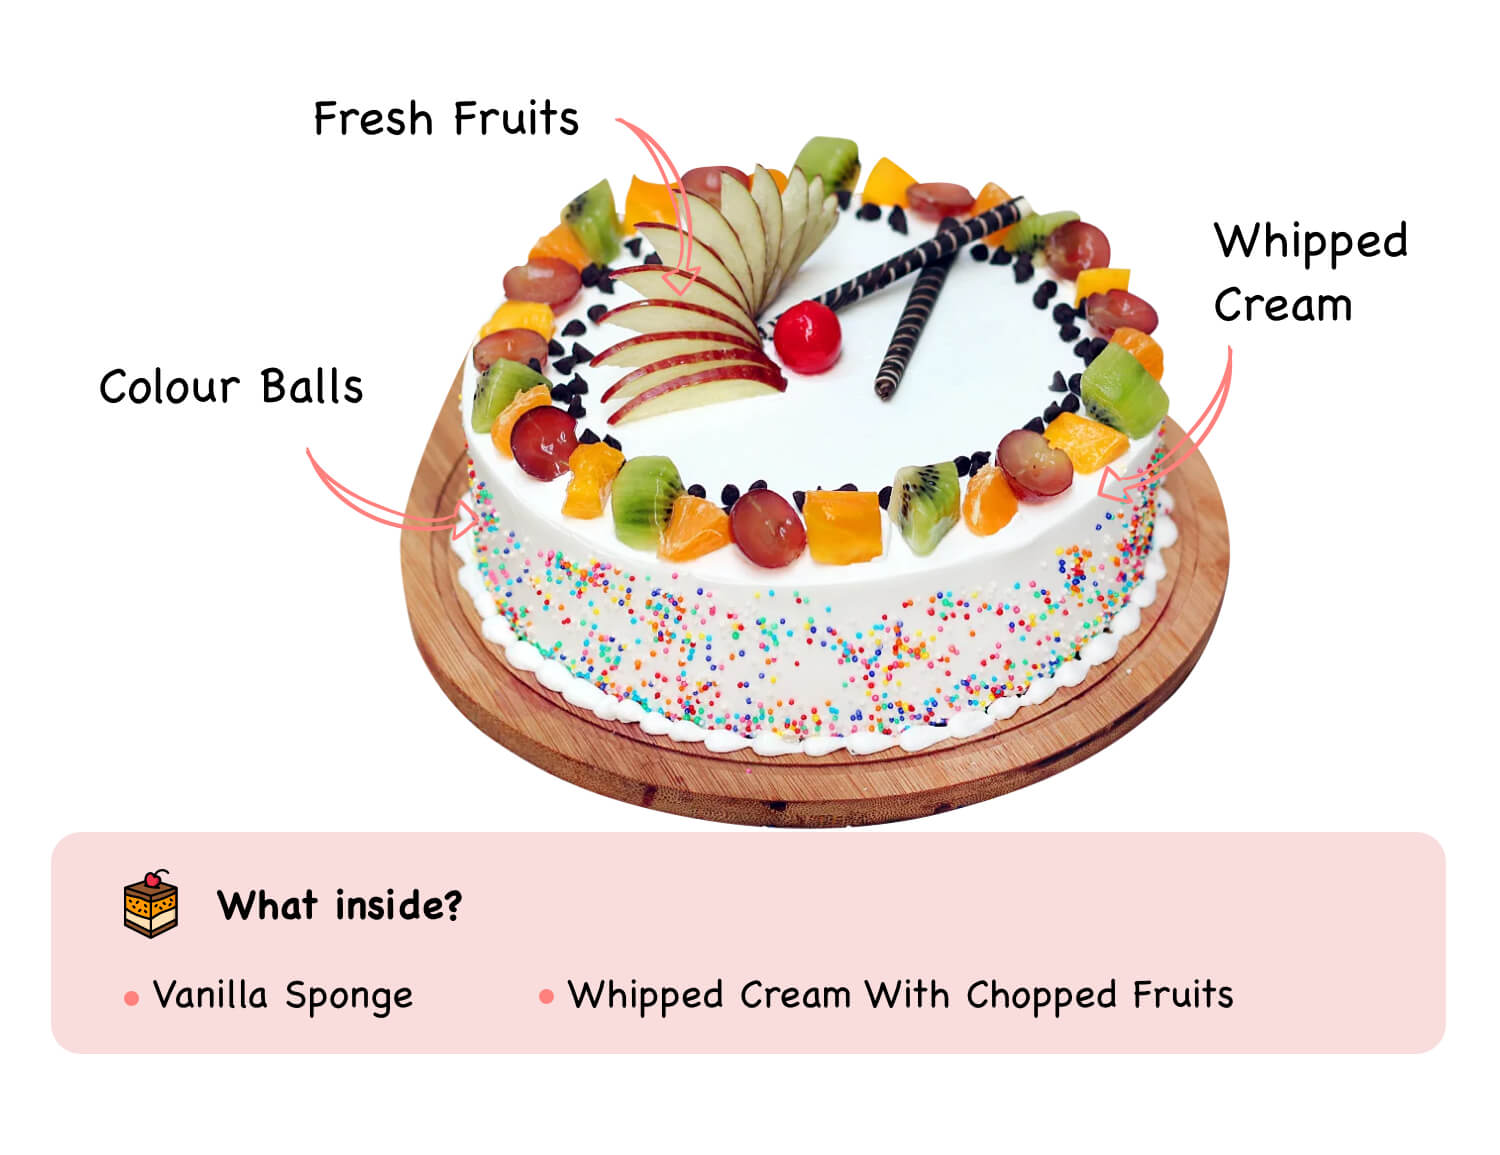 Fresh Fruits
Whipped
Cream
Colour Balls
What inside?
Vanilla Sponge
Whipped Cream With Chopped Fruits